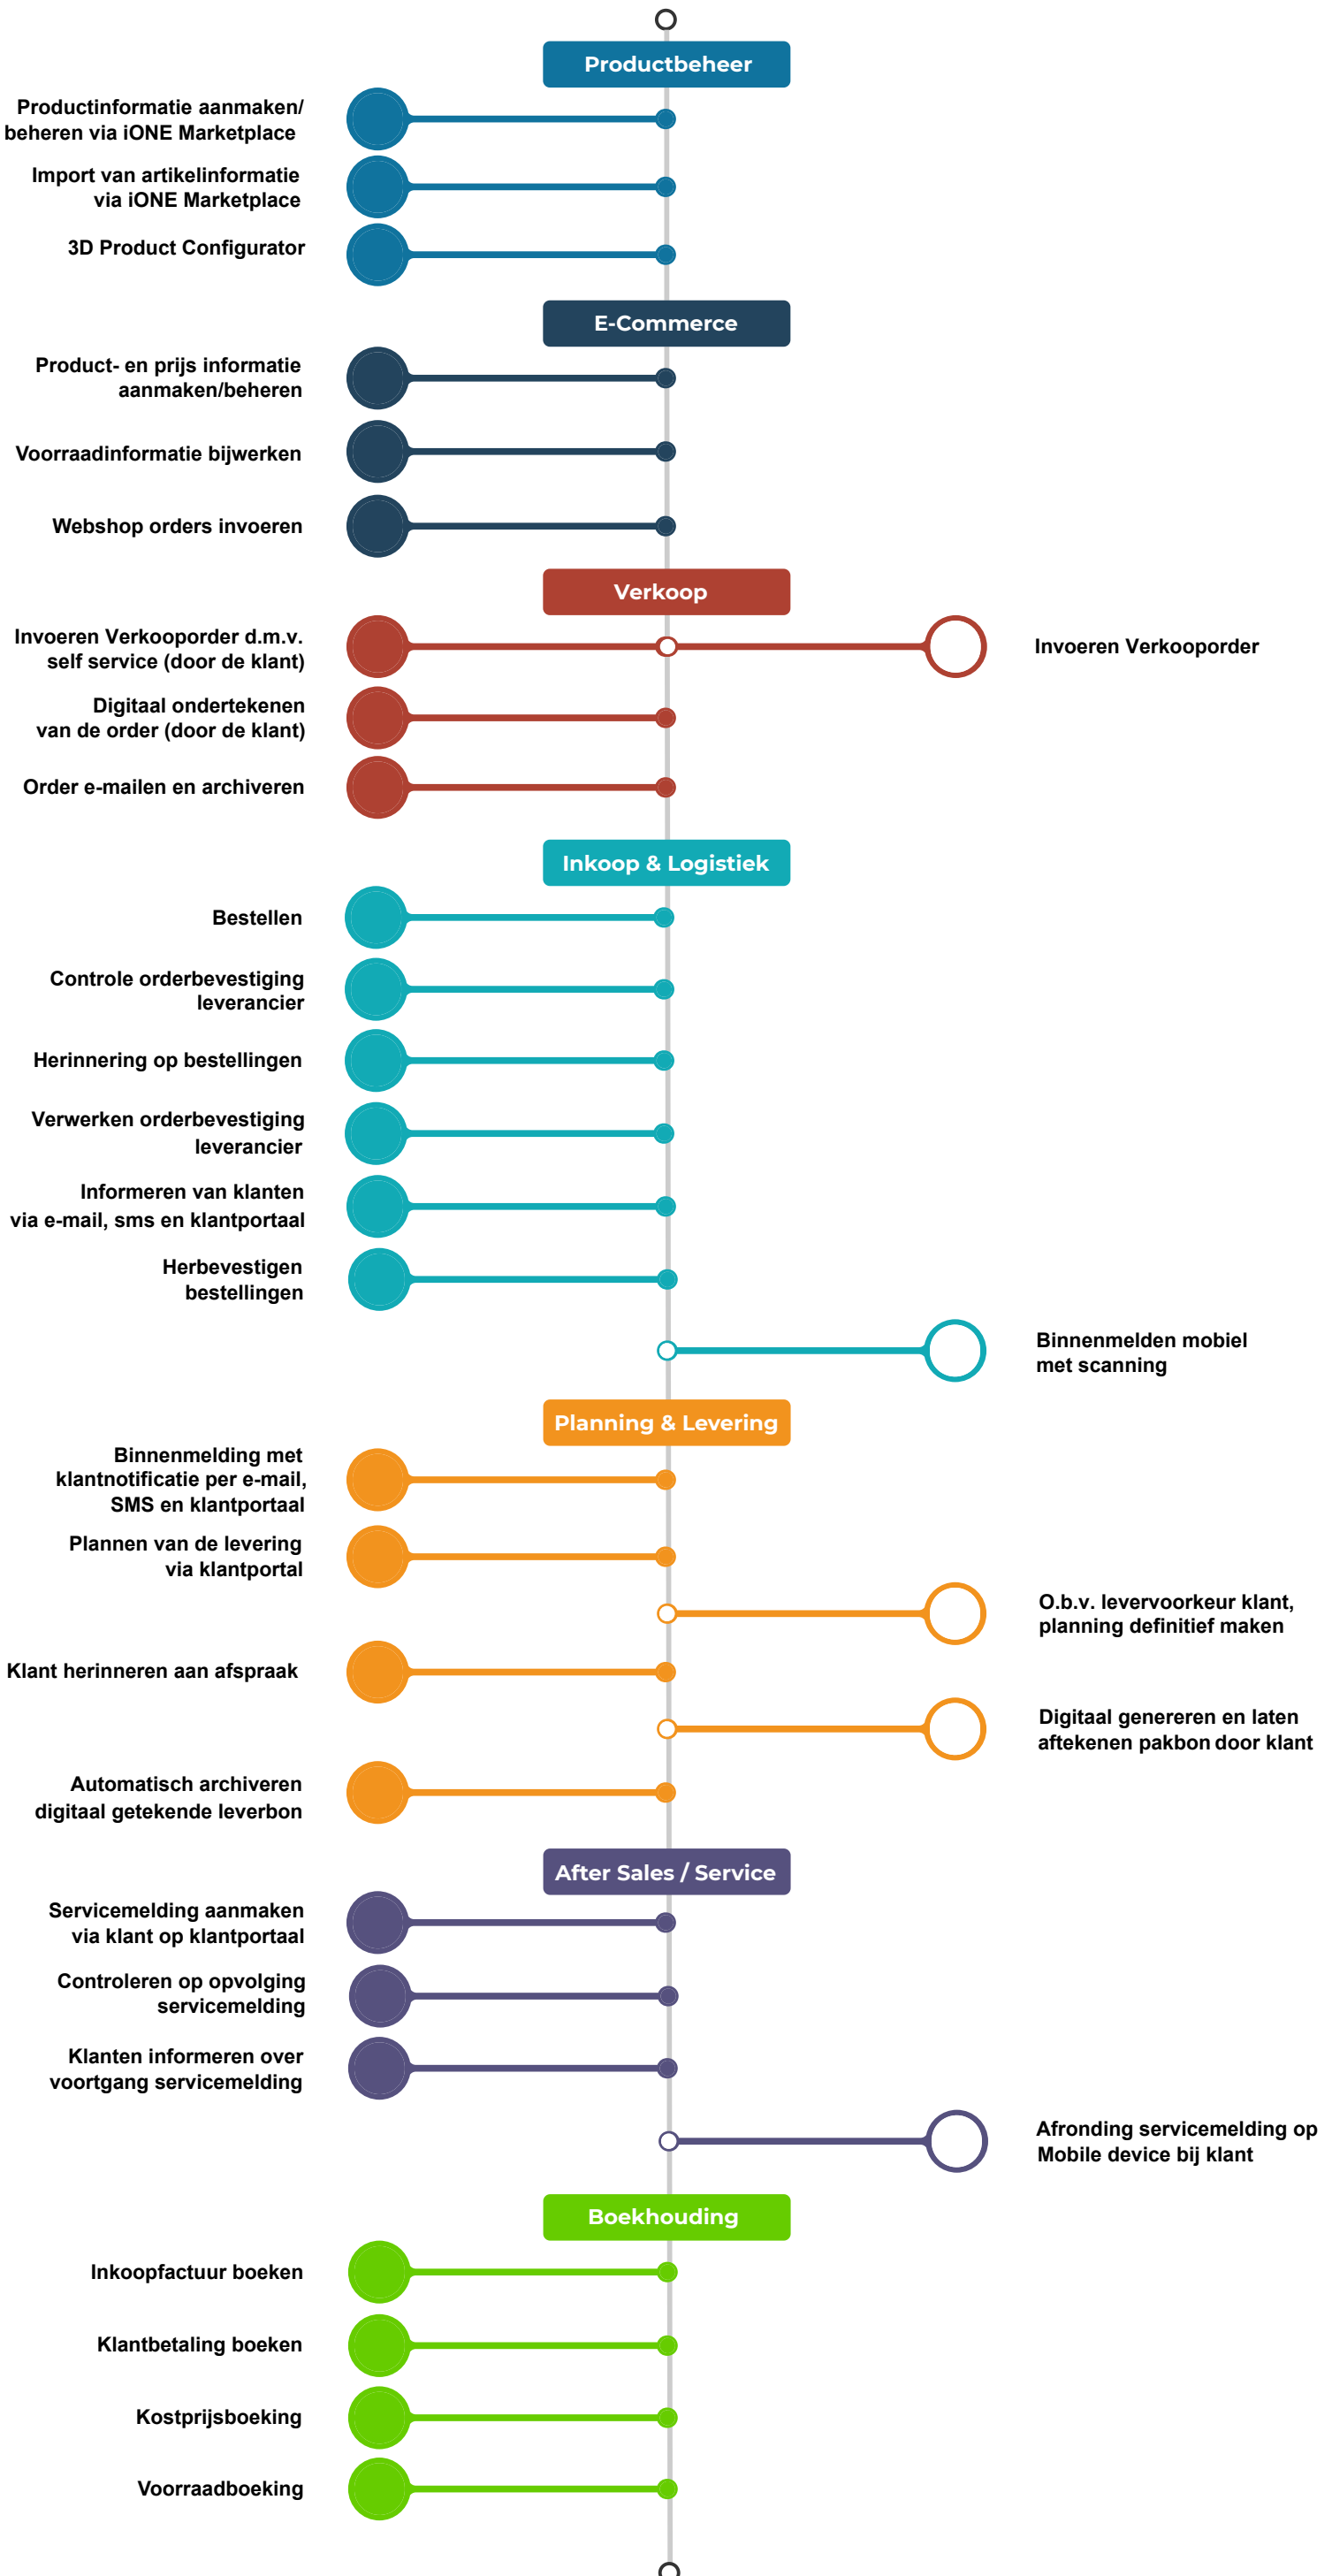 Productbeheer
Productinformatie aanmaken/
beheren via iONE Marketplace
Import van artikelinformatie
via iONE Marketplace
3D Product Configurator
E-Commerce
Product- en prijs informatie
aanmaken/beheren
Voorraadinformatie bijwerken
Webshop orders invoeren
Verkoop
Invoeren Verkooporder d.m.v.
self service (door de klant)
Invoeren Verkooporder
Digitaal ondertekenen
van de order (door de klant)
Order e-mailen en archiveren
Inkoop & Logistiek
Bestellen
Controle orderbevestiging
leverancier
Herinnering op bestellingen
Verwerken orderbevestiging
leverancier
Informeren van klanten
via e-mail, sms en klantportaal
Herbevestigen
bestellingen
Binnenmelden mobiel
met scanning
Planning & Levering
Binnenmelding met
klantnotificatie per e-mail,
SMS en klantportaal
Plannen van de levering
via klantportal
O.b.v. levervoorkeur klant,
planning definitief maken
Klant herinneren aan afspraak
Digitaal genereren en laten
aftekenen pakbon door klant
Automatisch archiveren
digitaal getekende leverbon
After Sales / Service
Servicemelding aanmaken
via klant op klantportaal
Controleren op opvolging
servicemelding
Klanten informeren over
voortgang servicemelding
Afronding servicemelding op
Mobile device bij klant
Boekhouding
Inkoopfactuur boeken
Klantbetaling boeken
Kostprijsboeking
Voorraadboeking